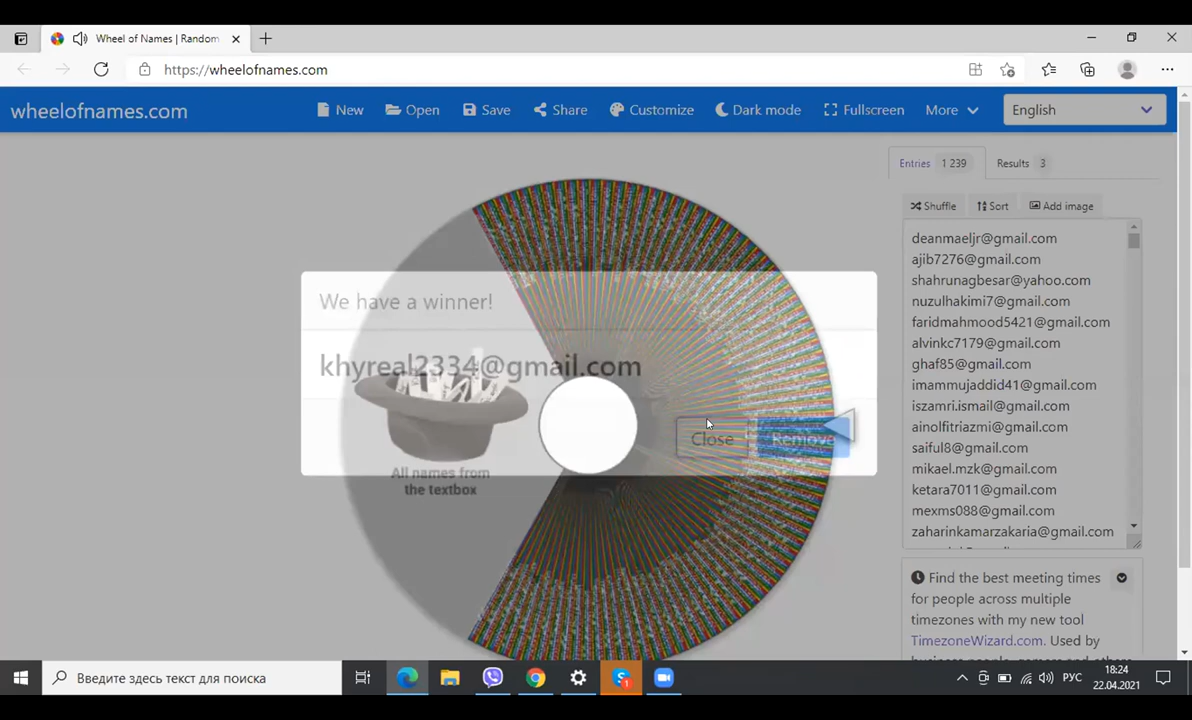 Wheel of Names | Random
https://wheelofnames.com
wheelofnames.com
New
Open
Save
Share
Customize
Dark mode
Fullscreen
More
English
Entries 1 239
Results 3
Shuffle
Sort
Add image
deanmaeljr@gmail.com
ajib7276@gmail.com
shahrunagbesar@yahoo.com
nuzulhakimi7@gmail.com
faridmahmood5421@gmail.com
alvinkc7179@gmail.com
ghaf85@gmail.com
imammujaddid41@gmail.com
iszamri.ismail@gmail.com
ainolfitriazmi@gmail.com
saiful8@gmail.com
mikael.mzk@gmail.com
ketara7011@gmail.com
mexms088@gmail.com
zaharinkamarzakaria@gmail.com
We have a winner!
khyreal2334@gmail.com
Close
Remove
All names from
the textbox
Find the best meeting times
for people across multiple
timezones with my new tool
TimezoneWizard.com. Used by
Введите здесь текст для поиска
РУС
18:24
22.04.2021